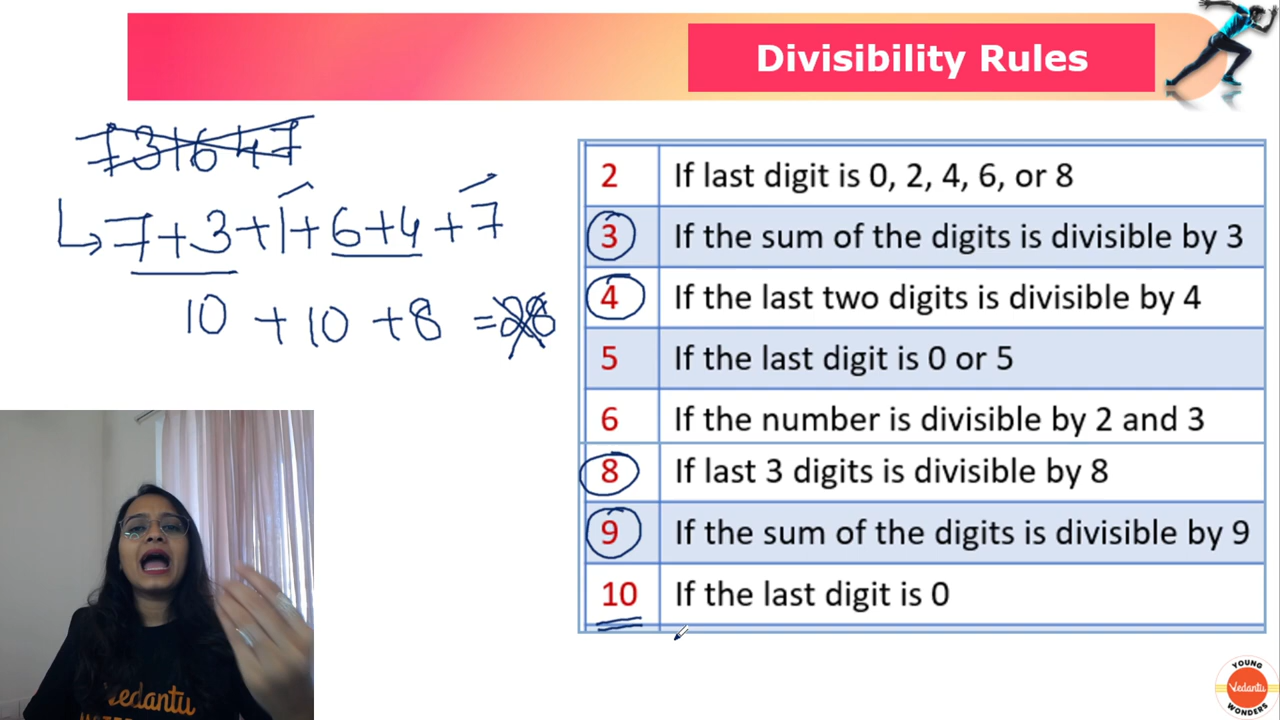 Divisibility Rules
731647
7+3+1+6+4+7
10 + 10 + 8 = 28
2 If last digit is 0, 2, 4, 6, or 8
3 If the sum of the digits is divisible by 3
4 If the last two digits is divisible by 4
5 If the last digit is 0 or 5
6 If the number is divisible by 2 and 3
8 If last 3 digits is divisible by 8
9 If the sum of the digits is divisible by 9
10 If the last digit is 0
Vedantu
YOUNG
Vedantu
WONDERS